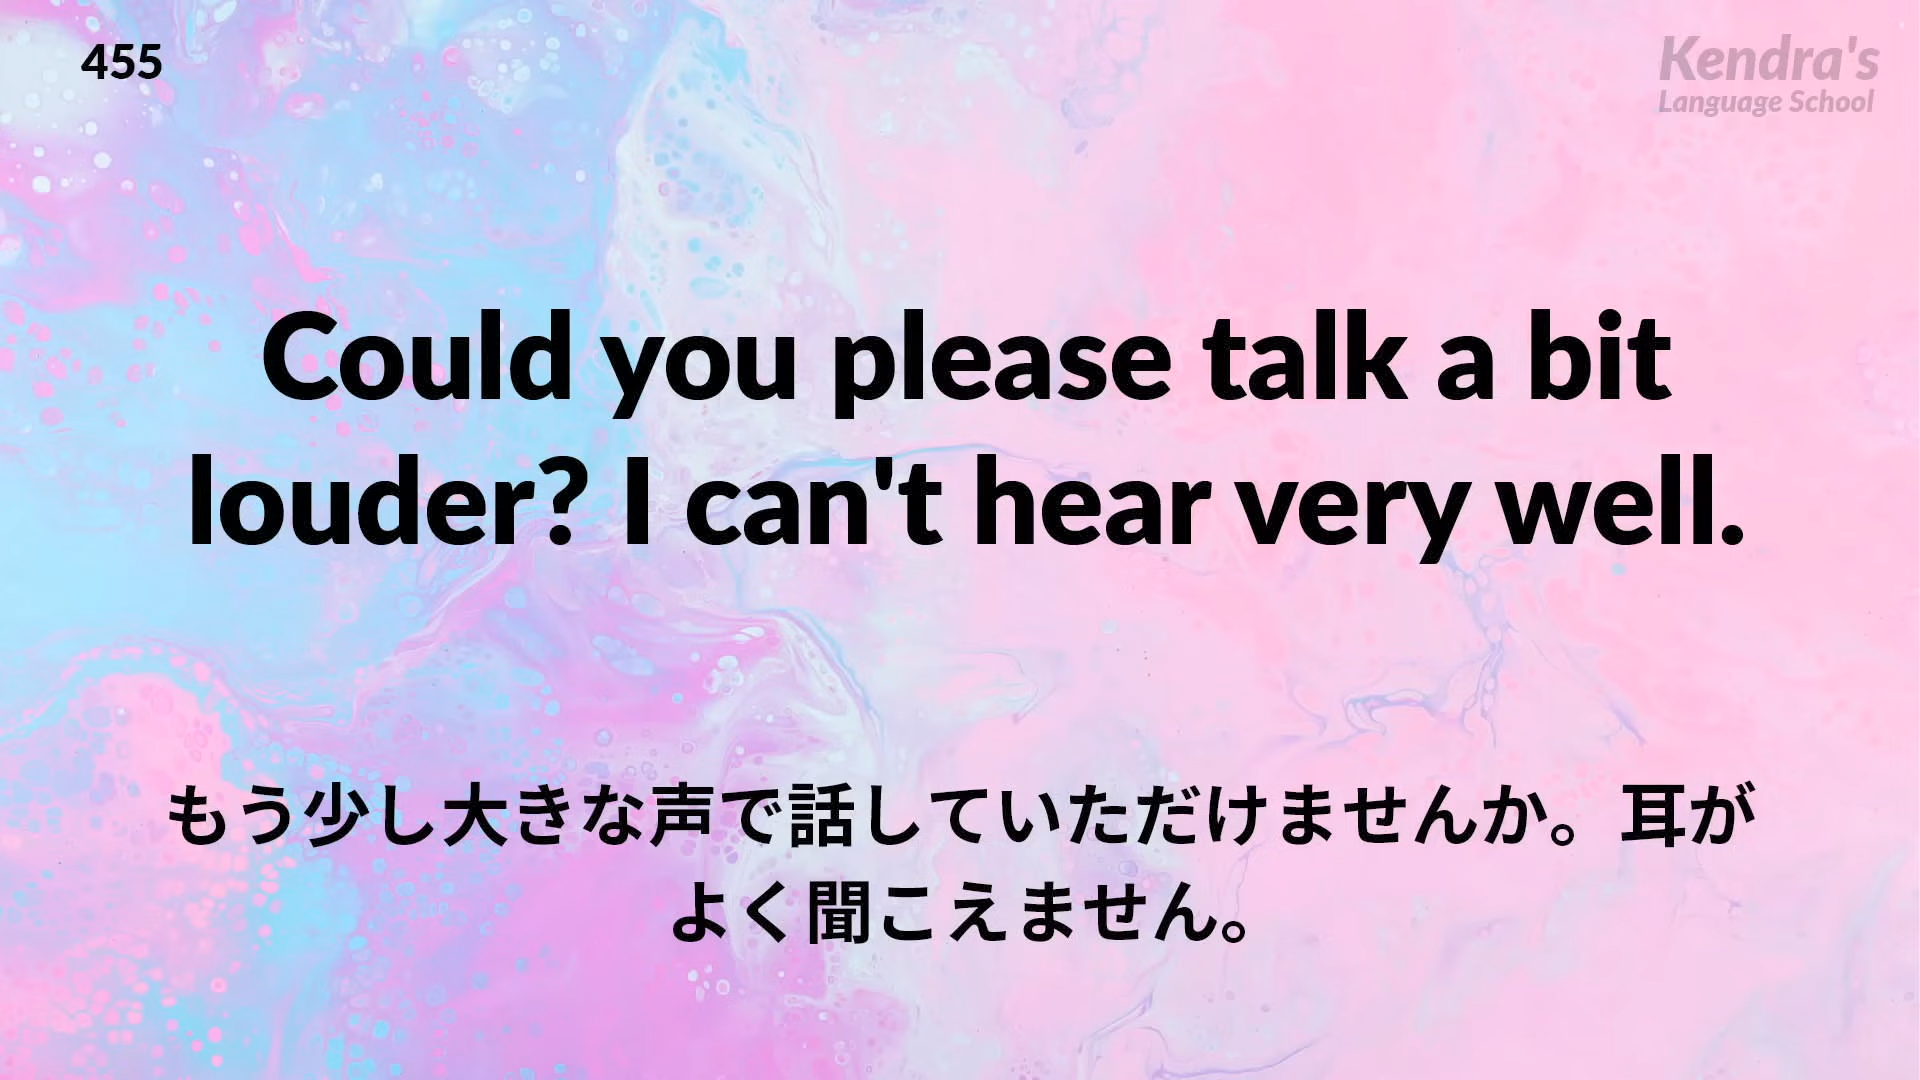 455
Kendra's
Language School
Could you please talk a bit
louder? I can't hear very well.
もう少し大きな声で話していただけませんか。耳が
よく聞こえません。